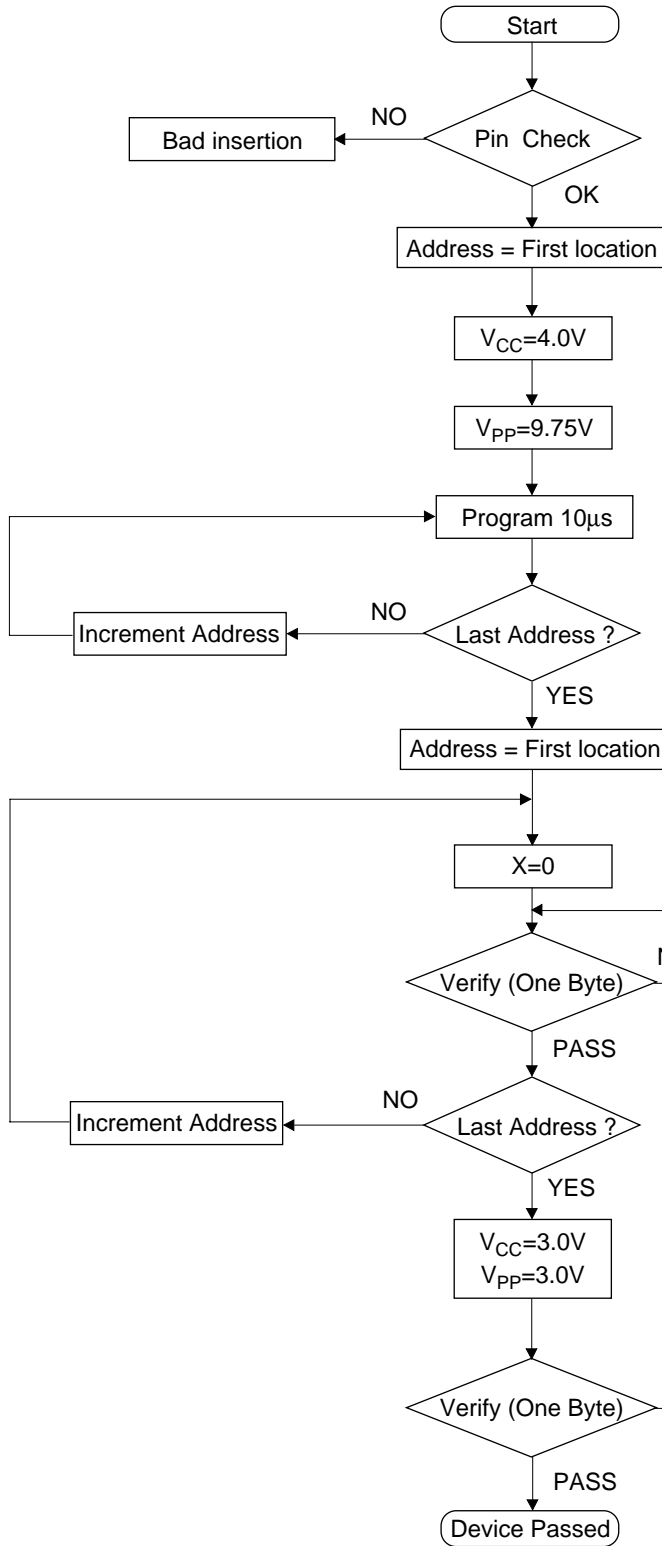 Start
NO
Pin Check
Bad insertion
OK
Address = First location
VCC=4.0V
VPP=9.75V
Program 10µs
NO
Increment Address
Last Address ?
YES
Address = First location
X=0
Verify (One Byte)
PASS
NO
Increment Address
Last Address ?
YES
VCC=3.0V
VPP=3.0V
Verify (One Byte)
PASS
Device Passed